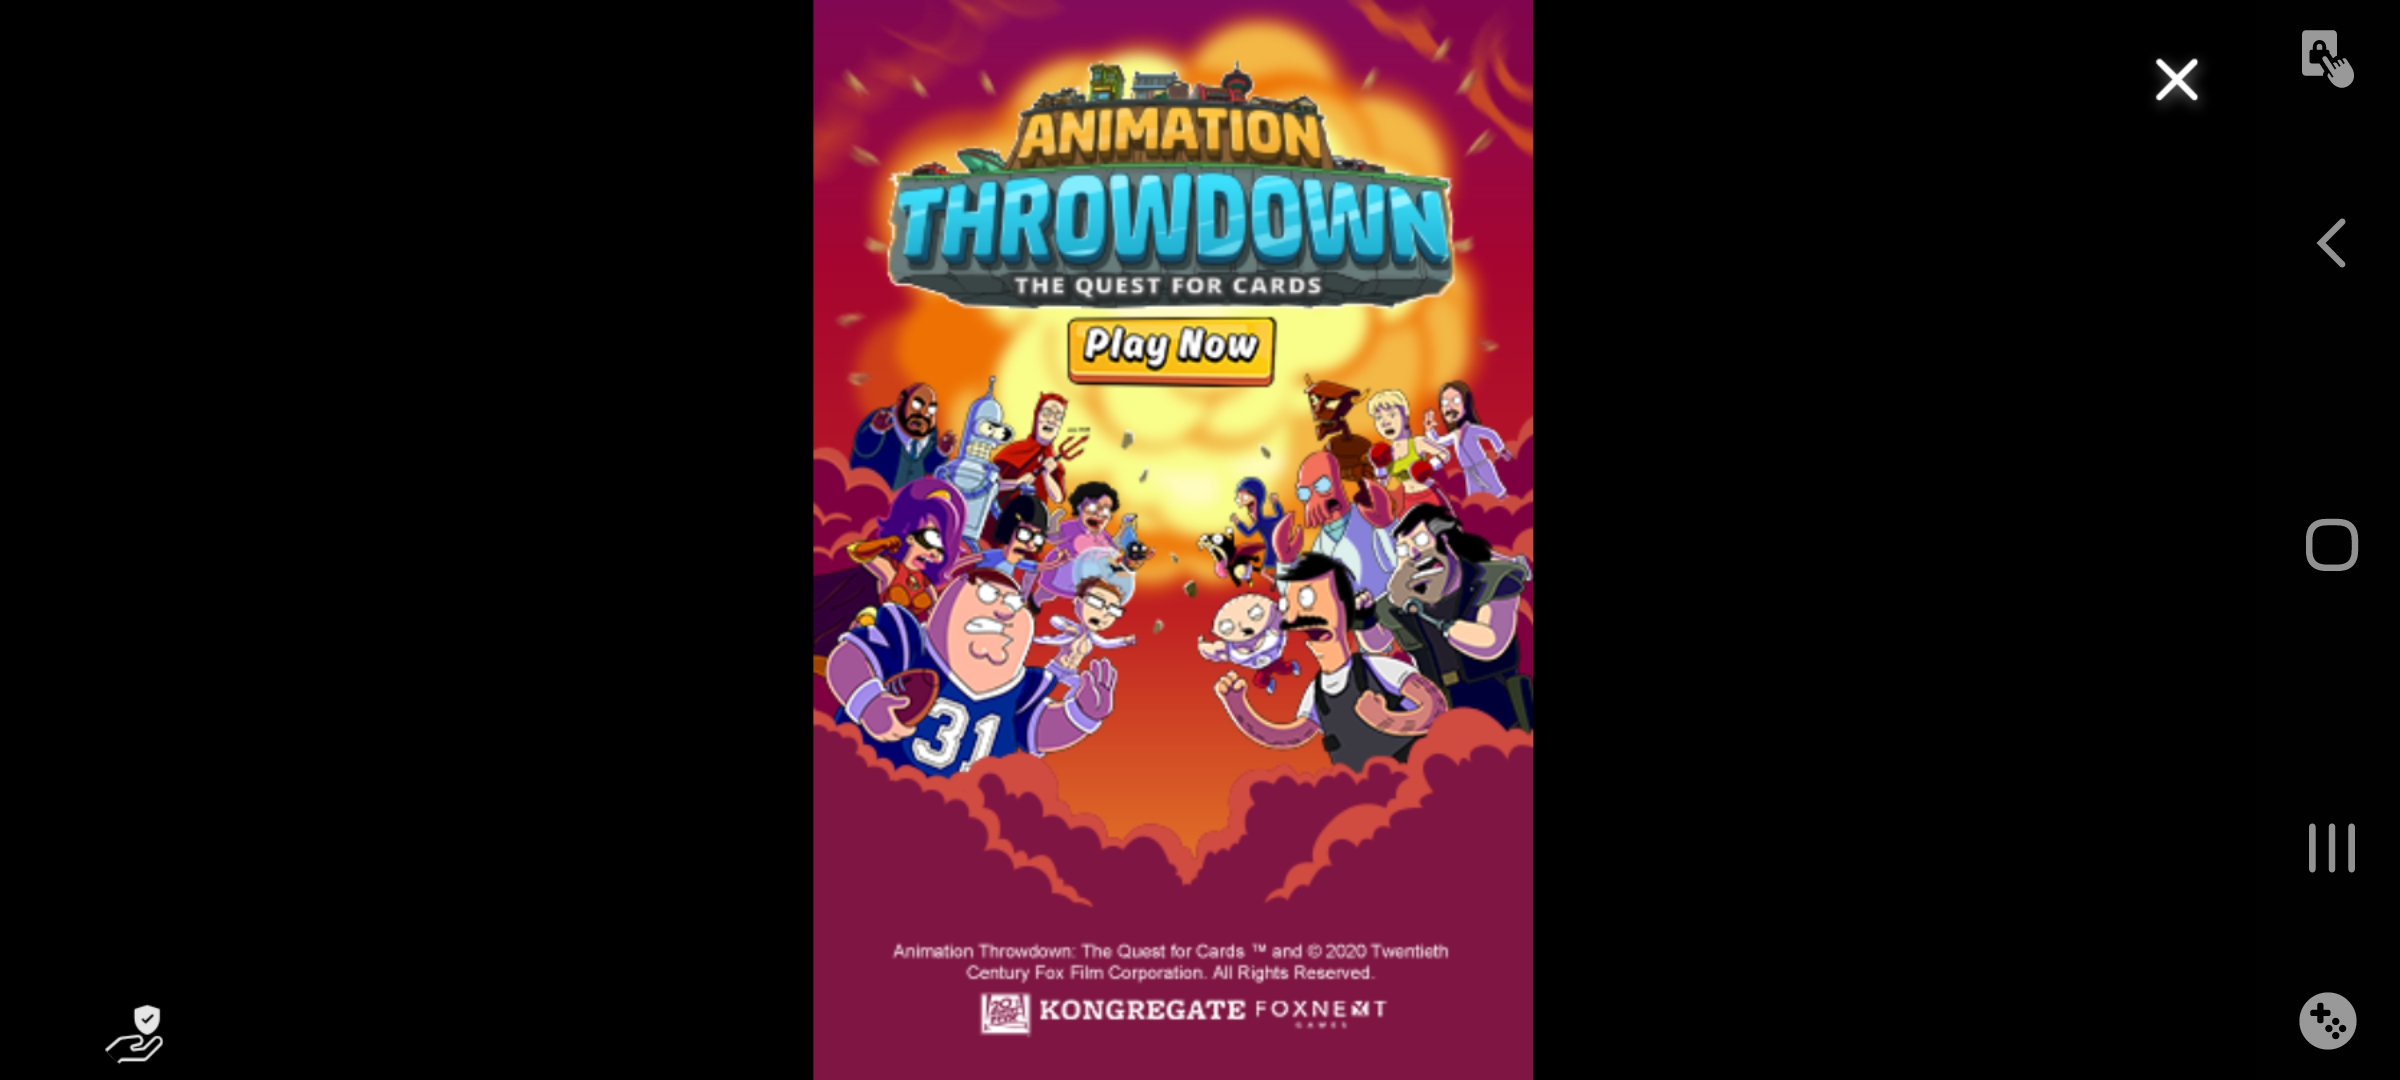 ANIMATION
THROWDOWN
THE QUEST FOR CARDS
Play Now
31
Animation Throwdown: The Quest for Cards ™ and © 2020 Twentieth
Century Fox Film Corporation. All Rights Reserved.
KONGREGATE FOXNEXT
GAMES